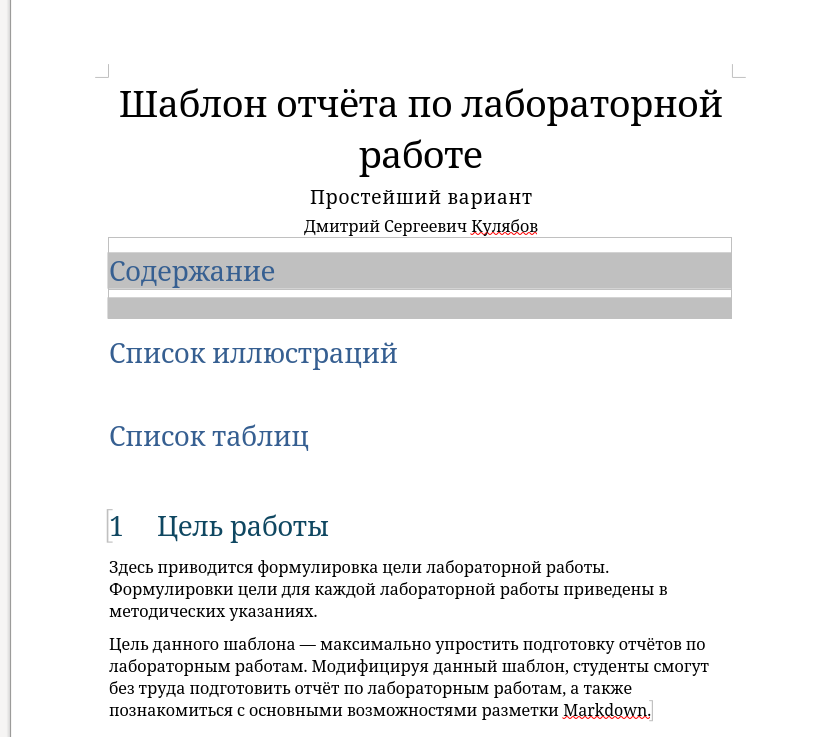 Шаблон отчёта по лабораторной
работе
Простейший вариант
Дмитрий Сергеевич Кулябов
Содержание
Список иллюстраций
Список таблиц
1 Цель работы
Здесь приводится формулировка цели лабораторной работы.
Формулировки цели для каждой лабораторной работы приведены в
методических указаниях.
Цель данного шаблона — максимально упростить подготовку отчётов по
лабораторным работам. Модифицируя данный шаблон, студенты смогут
без труда подготовить отчёт по лабораторным работам, а также
познакомиться с основными возможностями разметки Markdown.